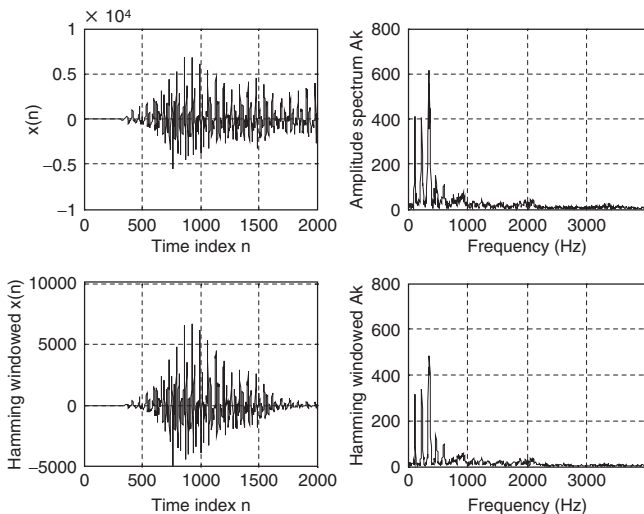 × 10⁴
x(n)
1
0.5
0
−0.5
−1
0 500 1000 1500 2000
Time index n
Amplitude spectrum Ak
800
600
400
200
0
0 1000 2000 3000
Frequency (Hz)
Hamming windowed x(n)
10000
5000
0
−5000
0 500 1000 1500 2000
Time index n
Hamming windowed Ak
800
600
400
200
0
0 1000 2000 3000
Frequency (Hz)